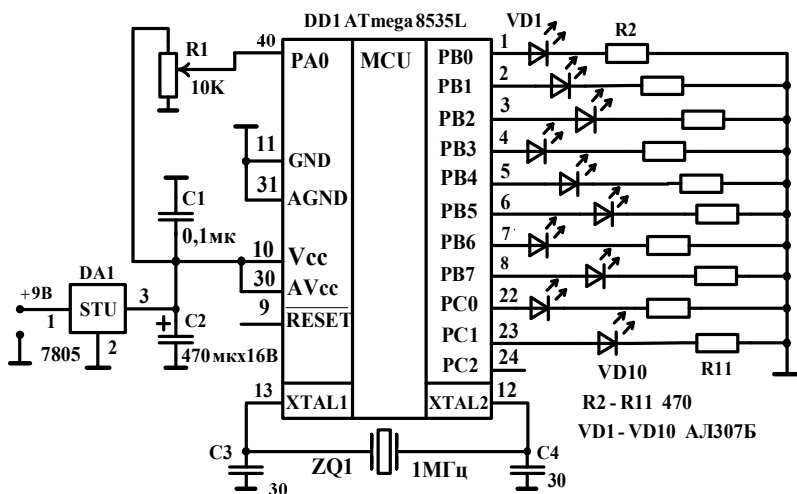 DD1 ATmega 8535L
VD1
R1
10K
40
PA0
MCU
PB0
1
R2
PB1
2
PB2
3
11
GND
PB3
4
31
AGND
PB4
5
C1
0,1мк
PB5
6
10
Vcc
PB6
7
DA1
30
AVcc
PB7
8
+9В
STU
3
9
RESET
PC0
22
1
C2
PC1
23
7805
2
470 мкх16В
PC2
24
VD10
R11
13
XTAL1
XTAL2
12
R2 - R11 470
VD1 - VD10 АЛ307Б
C3
30
ZQ1
1МГц
C4
30